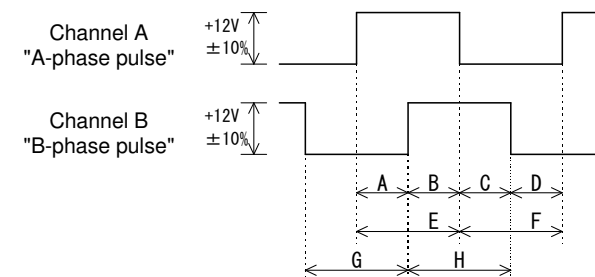 Channel A
"A-phase pulse"
+12V
±10%
Channel B
"B-phase pulse"
+12V
±10%
A B C D
E F
G H